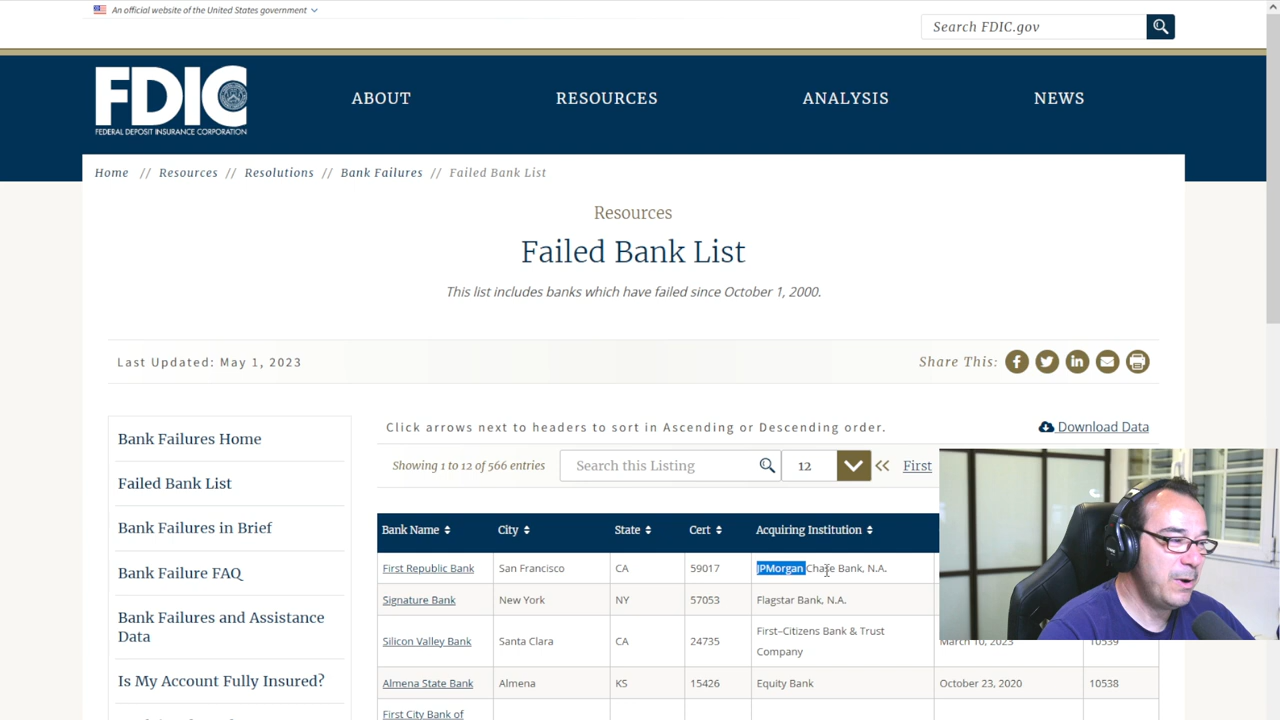 An official website of the United States government
Search FDIC.gov
FDIC
FEDERAL DEPOSIT INSURANCE CORPORATION
ABOUT
RESOURCES
ANALYSIS
NEWS
Home // Resources // Resolutions // Bank Failures // Failed Bank List
Resources
Failed Bank List
This list includes banks which have failed since October 1, 2000.
Last Updated: May 1, 2023
Share This:
Bank Failures Home
Failed Bank List
Bank Failures in Brief
Bank Failure FAQ
Bank Failures and Assistance
Data
Is My Account Fully Insured?
Click arrows next to headers to sort in Ascending or Descending order.
Download Data
Showing 1 to 12 of 566 entries
Search this Listing
12
First
Bank Name City State Cert Acquiring Institution
First Republic Bank San Francisco CA 59017 JPMorgan Chase Bank, N.A.
Signature Bank New York NY 57053 Flagstar Bank, N.A.
Silicon Valley Bank Santa Clara CA 24735 First–Citizens Bank & Trust
Company
March 10, 2023 10539
Almena State Bank Almena KS 15426 Equity Bank October 23, 2020 10538
First City Bank of